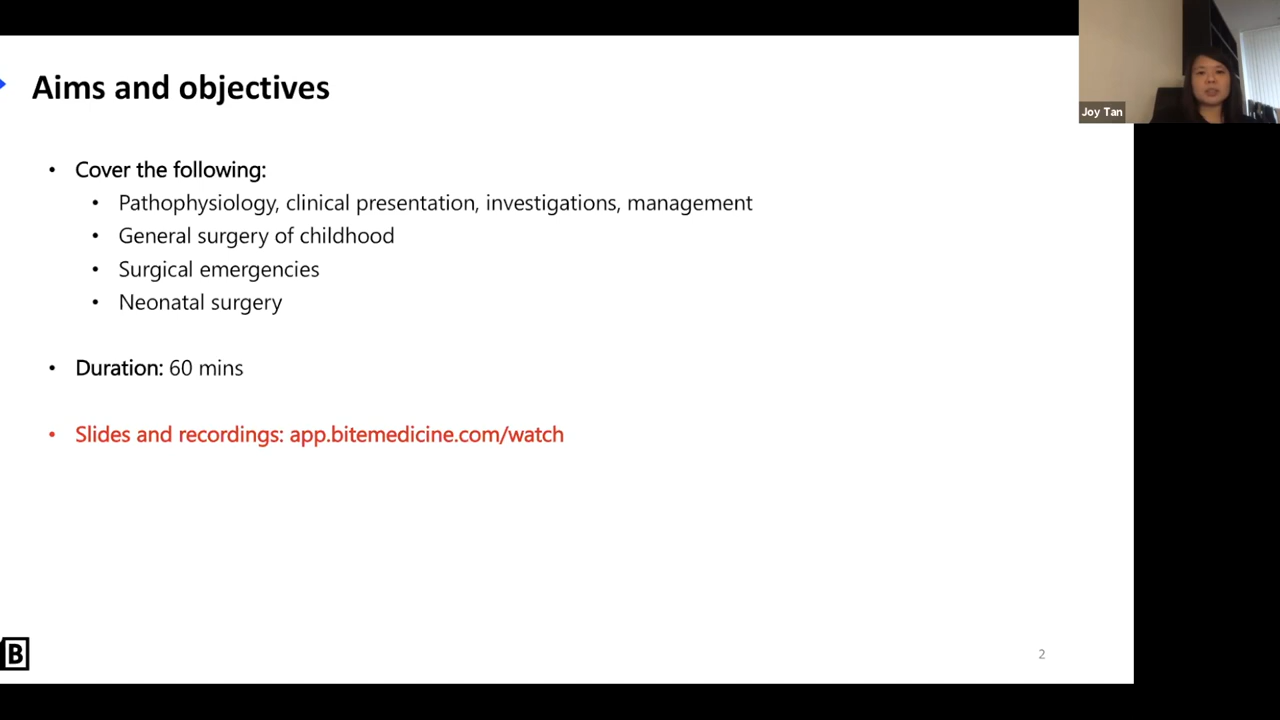 Aims and objectives
Joy Tan
• Cover the following:
• Pathophysiology, clinical presentation, investigations, management
• General surgery of childhood
• Surgical emergencies
• Neonatal surgery
• Duration: 60 mins
• Slides and recordings: app.bitemedicine.com/watch
B
2